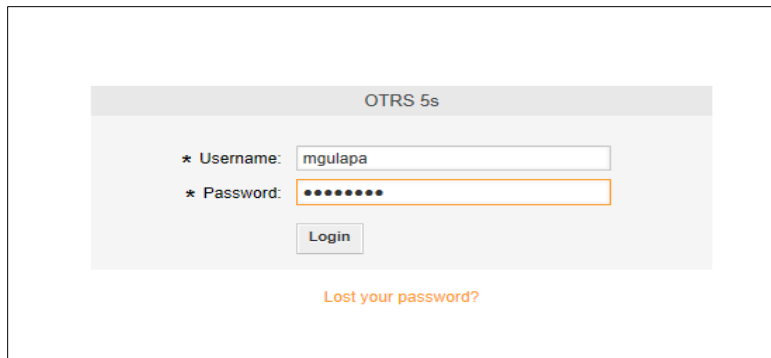 OTRS 5s
* Username: mgulapa
* Password: ●●●●●●●●
Login
Lost your password?